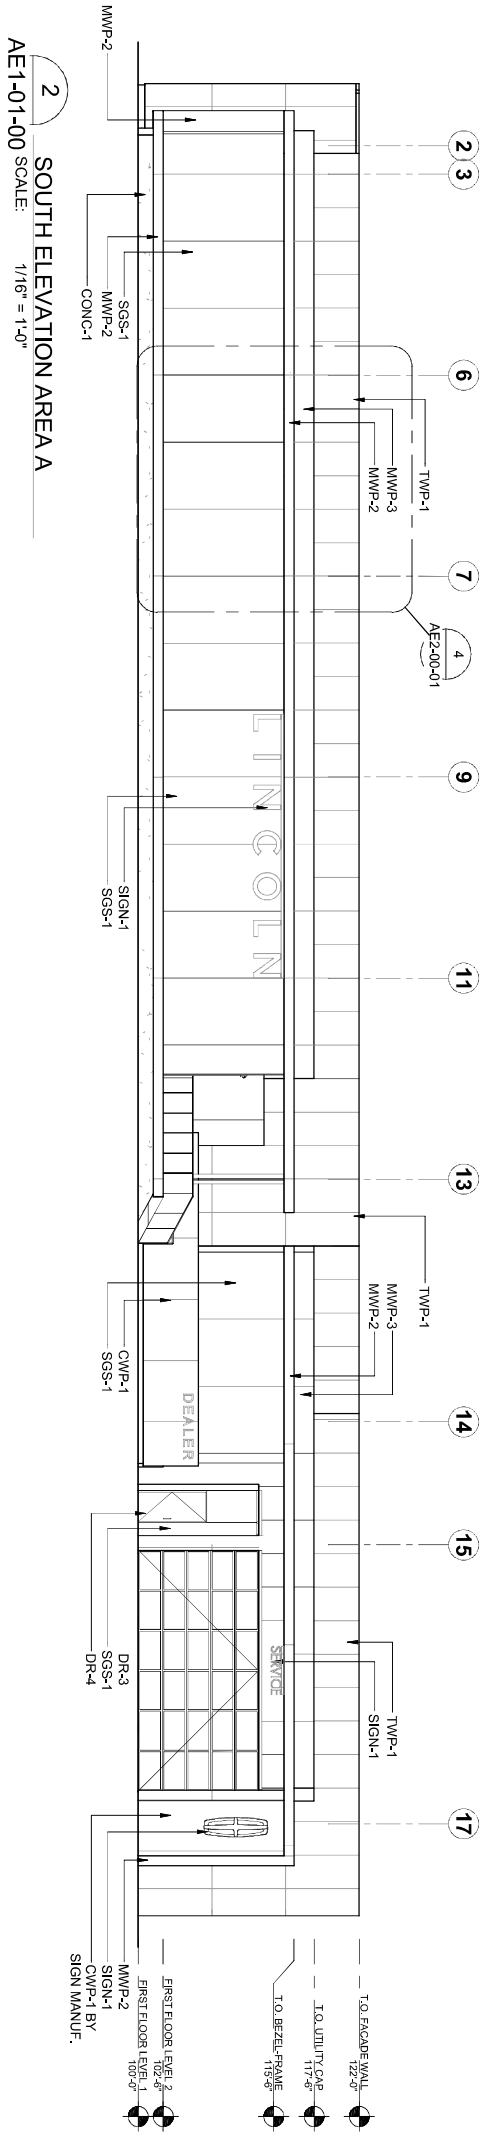 2
3
6
7
9
11
13
14
15
17
TWP-1
MWP-3
MWP-2
4
AE2-00-01
TWP-1
MWP-3
MWP-2
TWP-1
SIGN-1
T.O. FACADE WALL
122'-0"
T.O. UTILITY CAP
117'-6"
T.O. BEZEL-FRAME
115'-6"
FIRST FLOOR LEVEL 2
102'-6"
FIRST FLOOR LEVEL 1
100'-0"
LINCOLN
DEALER
SERVICE
MWP-2
SGS-1
MWP-2
CONC-1
SIGN-1
SGS-1
CWP-1
SGS-1
DR-3
SGS-1
DR-4
MWP-2
SIGN-1
CWP-1 BY
SIGN MANUF.
2
SOUTH ELEVATION AREA A
AE1-01-00
SCALE: 1/16" = 1'-0"